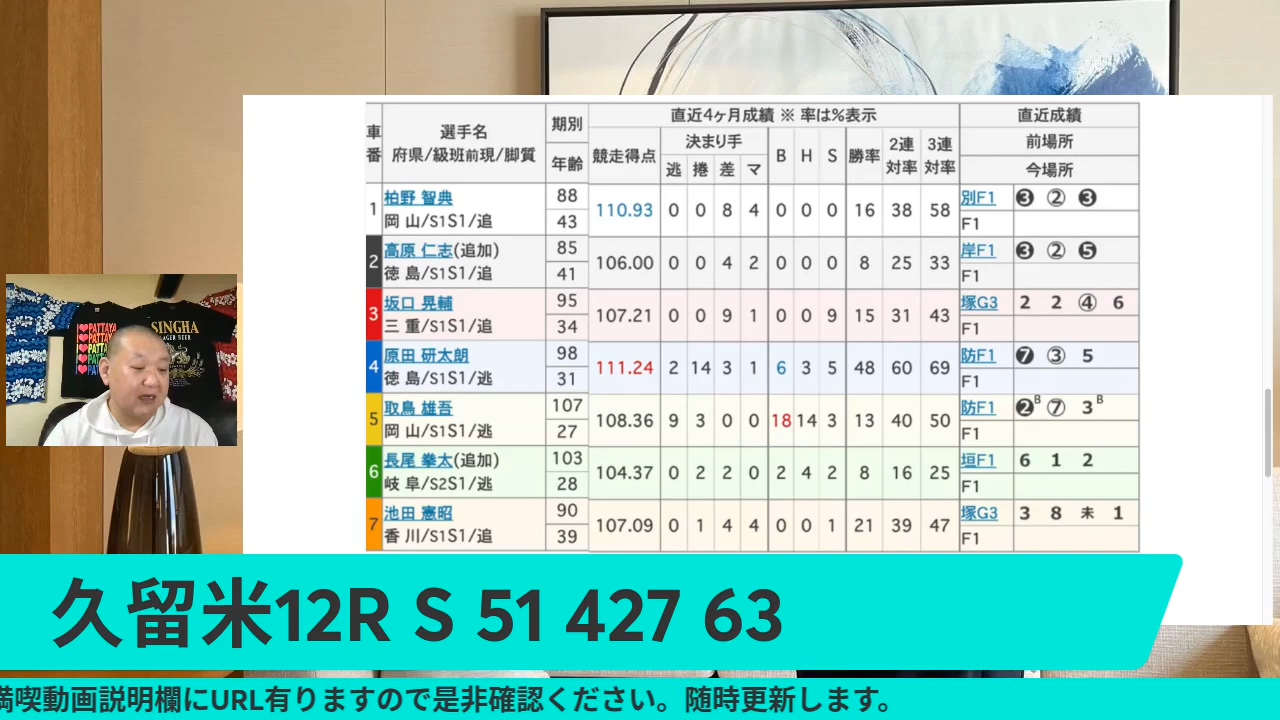 車番 選手名 府県/級班前現/脚質 期別 年齢 直近4ヶ月成績 ※ 率は%表示 直近成績
競走得点 決まり手 B H S 勝率 2連対率 3連対率 前場所
逃 捲 差 マ 今場所
1 柏野 智典 88 110.93 0 0 8 4 0 0 0 16 38 58 別F1 ❸ ② ❸
岡 山/S1S1/追 43 F1
2 高原 仁志(追加) 85 106.00 0 0 4 2 0 0 0 8 25 33 岸F1 ❸ ② ❺
徳 島/S1S1/追 41 F1
3 坂口 晃輔 95 107.21 0 0 9 1 0 0 9 15 31 43 塚G3 2 2 ④ 6
三 重/S1S1/追 34 F1
4 原田 研太朗 98 111.24 2 14 3 1 6 3 5 48 60 69 防F1 ❼ ③ 5
徳 島/S1S1/逃 31 F1
5 取鳥 雄吾 107 108.36 9 3 0 0 18 14 3 13 40 50 防F1 ❷B ⑦ 3B
岡 山/S1S1/逃 27 F1
6 長尾 拳太(追加) 103 104.37 0 2 2 0 2 4 2 8 16 25 垣F1 6 1 2
岐 阜/S2S1/逃 28 F1
7 池田 憲昭 90 107.09 0 1 4 4 0 0 1 21 39 47 塚G3 3 8 未 1
香 川/S1S1/追 39 F1
PATTAYA
PATTAYA
PATTAYA
SINGHA
LAGER BEER
久留米12R S 51 427 63
満喫動画説明欄にURL有りますので是非確認ください。随時更新します。